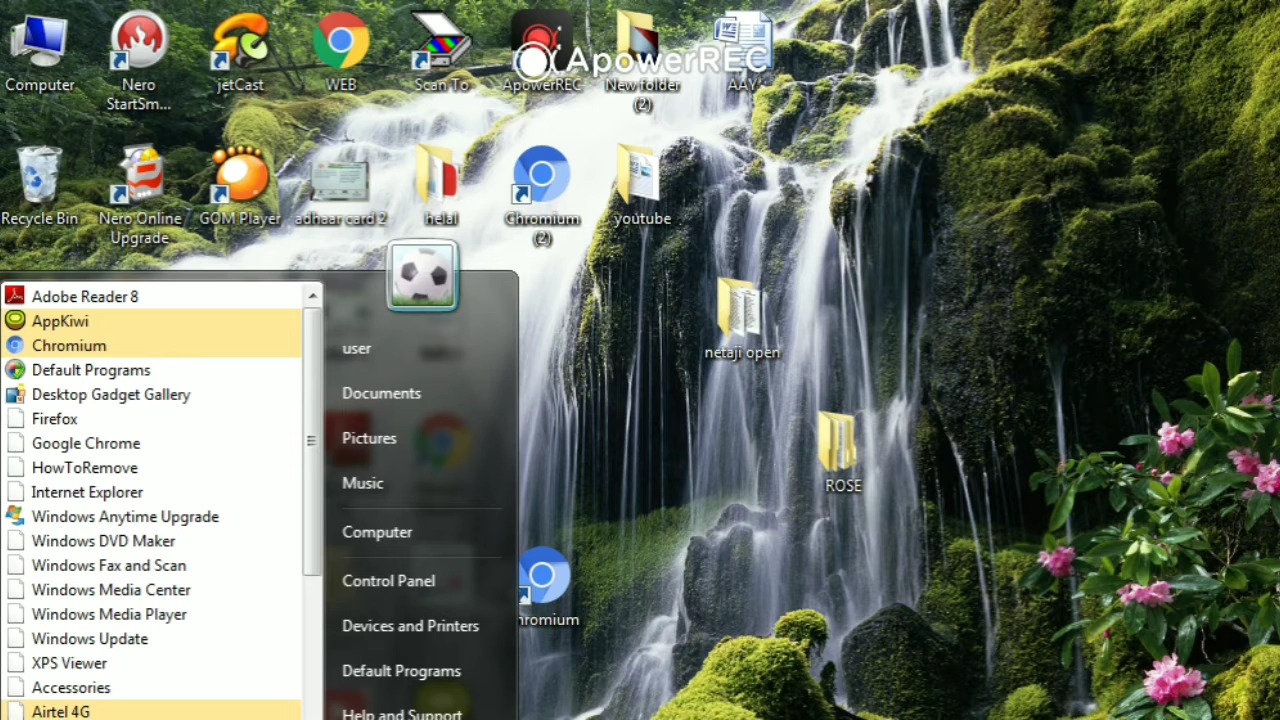 ApowerREC
Computer
Nero
StartSm...
jetCast
WEB
Scan To
ApowerREC
New folder
(2)
AAY
Recycle Bin
Nero Online
Upgrade
GOM Player
adhaar card 2
helal
Chromium
(2)
youtube
netaji open
ROSE
hromium
Adobe Reader 8
AppKiwi
Chromium
Default Programs
Desktop Gadget Gallery
Firefox
Google Chrome
HowToRemove
Internet Explorer
Windows Anytime Upgrade
Windows DVD Maker
Windows Fax and Scan
Windows Media Center
Windows Media Player
Windows Update
XPS Viewer
Accessories
Airtel 4G
user
Documents
Pictures
Music
Computer
Control Panel
Devices and Printers
Default Programs
Help and Support